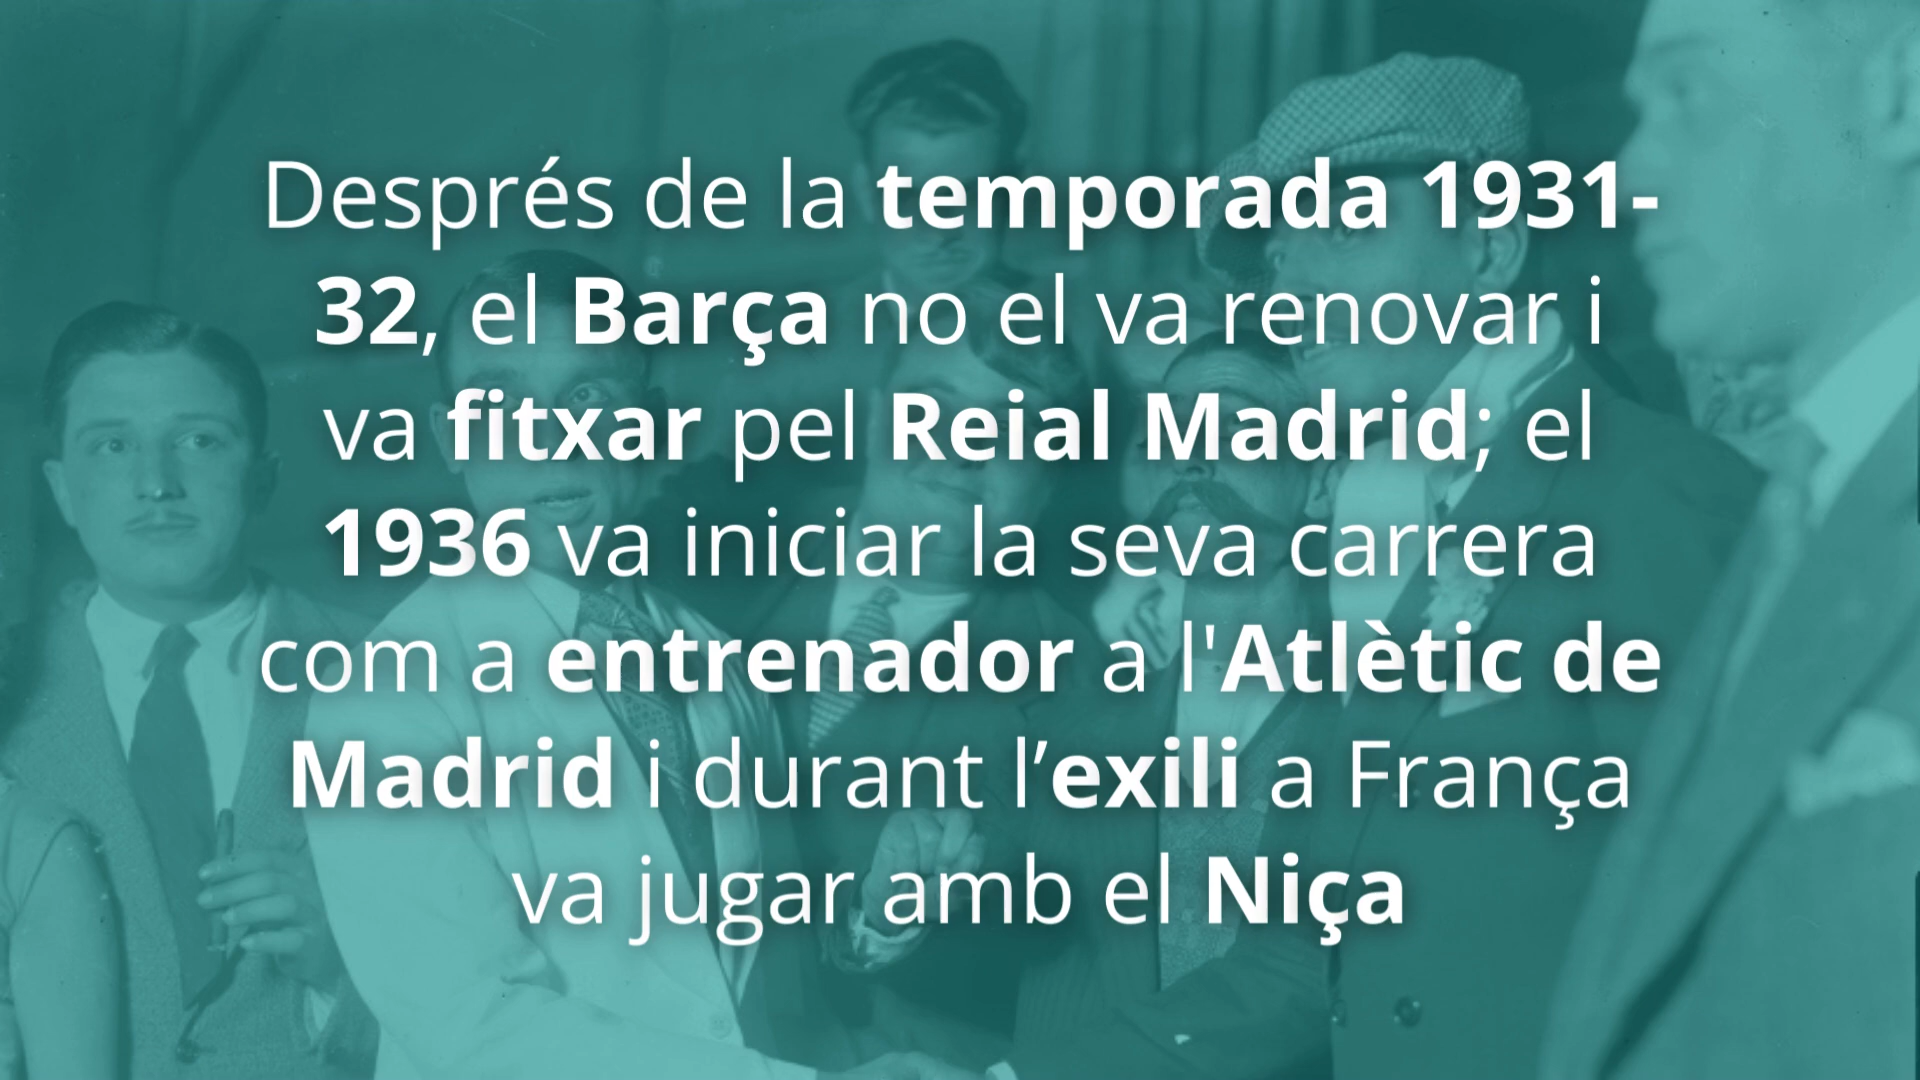 Després de la temporada 1931-
32, el Barça no el va renovar i
va fitxar pel Reial Madrid; el
1936 va iniciar la seva carrera
com a entrenador a l'Atlètic de
Madrid i durant l’exili a França
va jugar amb el Niça